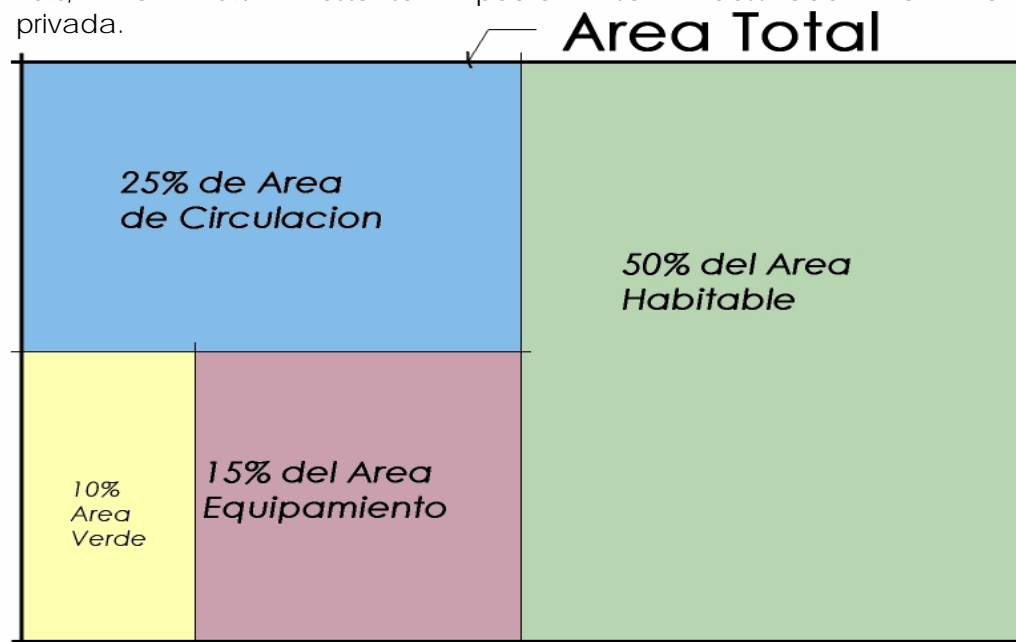 privada.
Area Total
25% de Area
de Circulacion
50% del Area
Habitable
10%
Area
Verde
15% del Area
Equipamiento